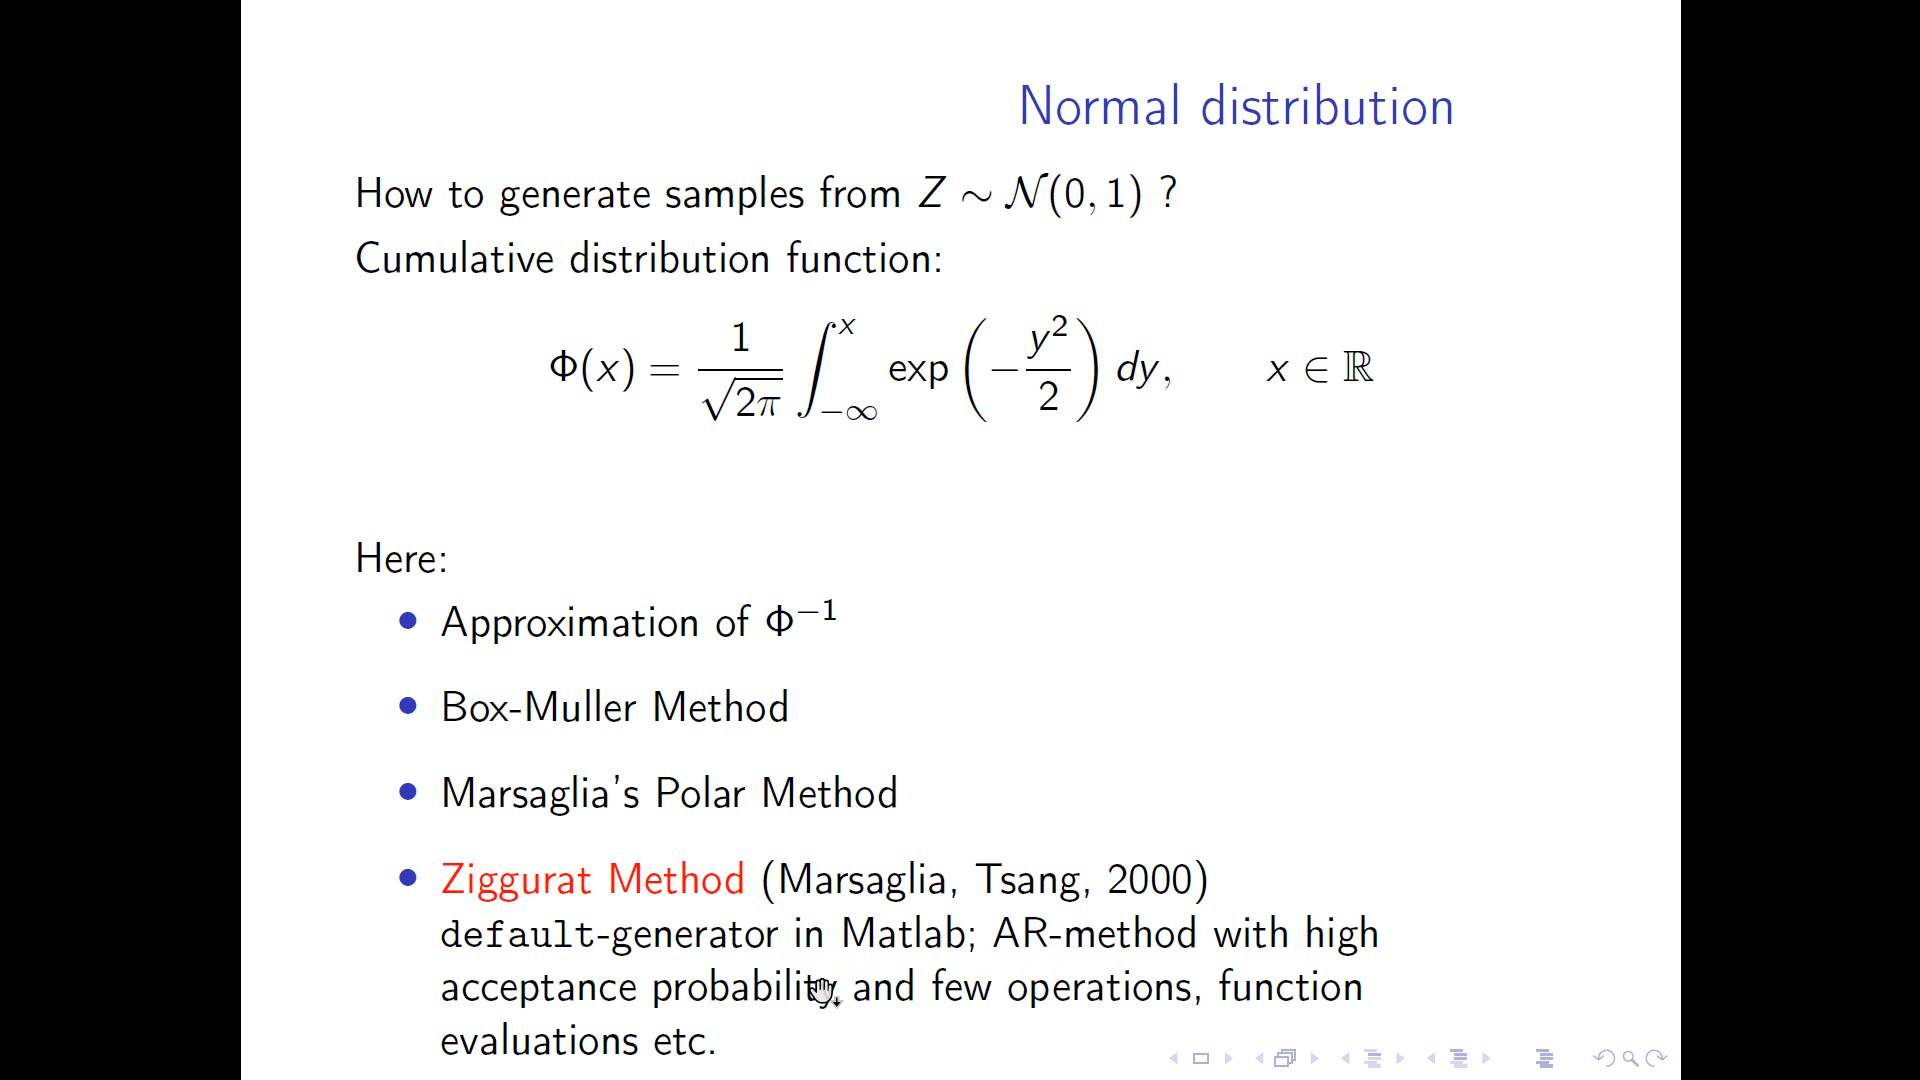 Normal distribution
How to generate samples from Z ∼ 𝒩(0, 1) ?
Cumulative distribution function:
Φ(x) = 1/√2π ∫_{−∞}^{x} exp (−y²/2) dy, x ∈ ℝ
Here:
• Approximation of Φ⁻¹
• Box-Muller Method
• Marsaglia's Polar Method
• Ziggurat Method (Marsaglia, Tsang, 2000)
default-generator in Matlab; AR-method with high
acceptance probability and few operations, function
evaluations etc.